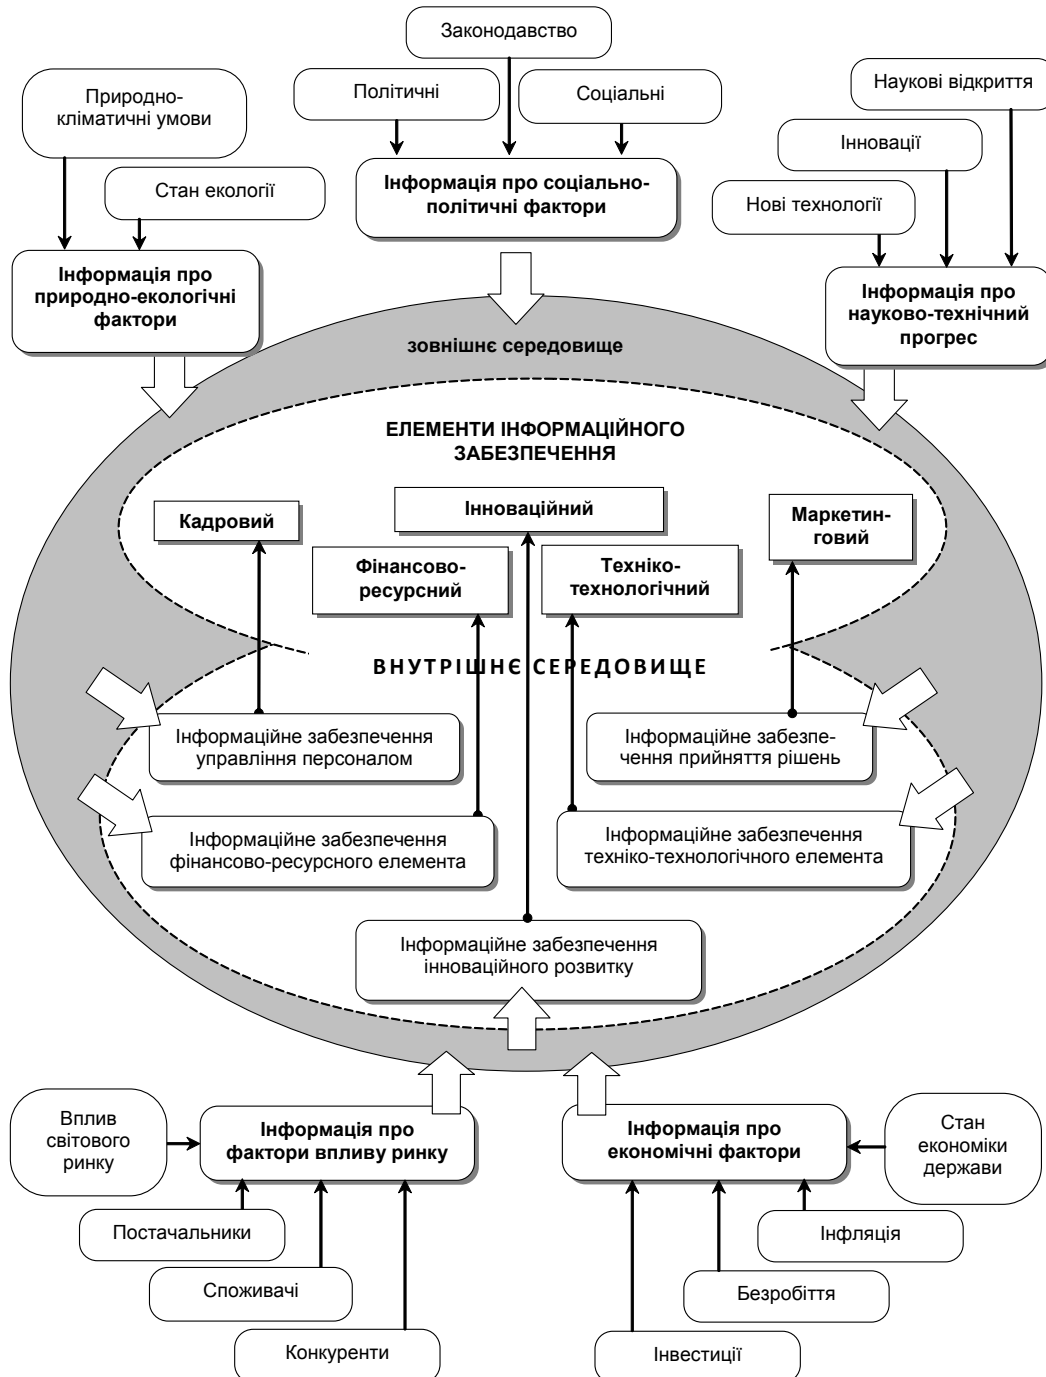 Законодавство
Політичні
Соціальні
Інформація про соціально-
політичні фактори
Природно-
кліматичні умови
Стан екології
Інформація про
природно-екологічні
фактори
Наукові відкриття
Інновації
Нові технології
Інформація про
науково-технічний
прогрес
зовнішнє середовище
ЕЛЕМЕНТИ ІНФОРМАЦІЙНОГО
ЗАБЕЗПЕЧЕННЯ
Кадровий
Інноваційний
Маркетин-
говий
Фінансово-
ресурсний
Техніко-
технологічний
ВНУТРІШНЄ СЕРЕДОВИЩЕ
Інформаційне забезпечення
управління персоналом
Інформаційне забезпе-
чення прийняття рішень
Інформаційне забезпечення
фінансово-ресурсного елемента
Інформаційне забезпечення
техніко-технологічного елемента
Інформаційне забезпечення
інноваційного розвитку
Вплив
світового
ринку
Інформація про
фактори впливу ринку
Постачальники
Споживачі
Конкуренти
Інформація про
економічні фактори
Стан
економіки
держави
Інфляція
Безробіття
Інвестиції